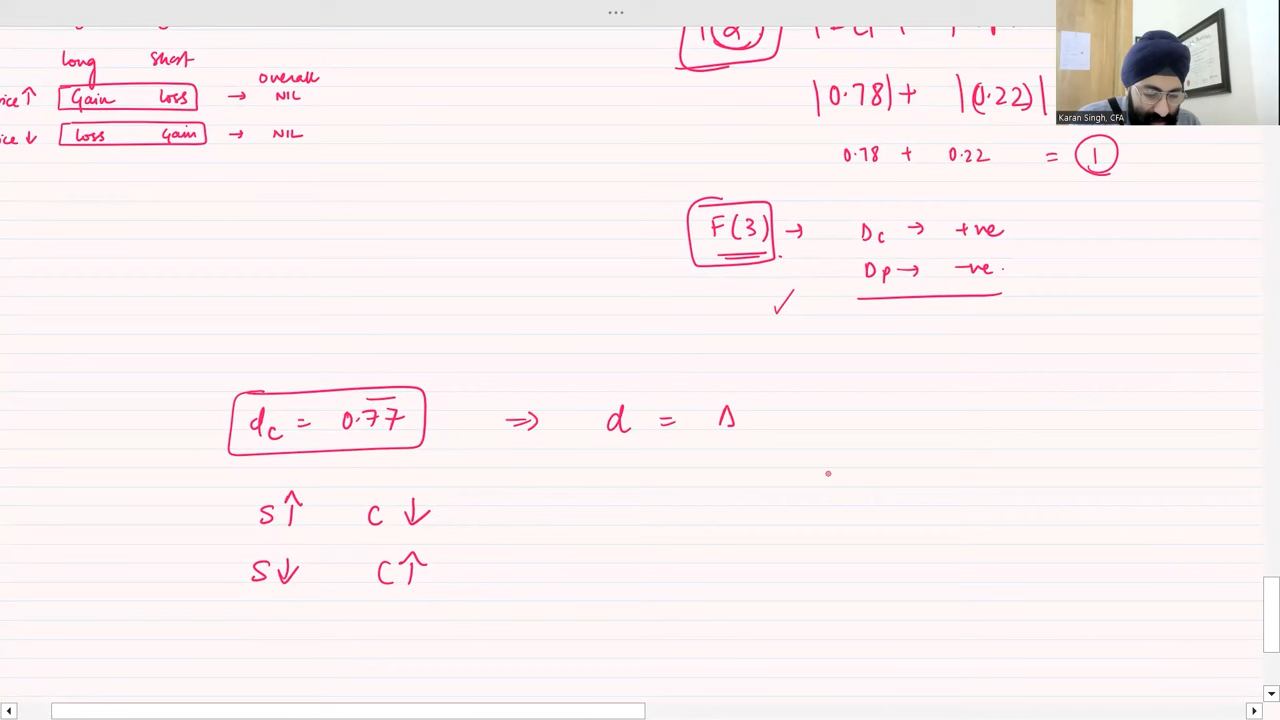 long short
overall
ice ↑ Gain loss → NIL
ice ↓ loss Gain → NIL
|0.78| + |(0.22)|
0.78 + 0.22 = 1
F(3) → Dc → +ve
Dp → -ve.
dc = 0.77 ⇒ d = Δ
S↑ C ↓
S↓ C↑
Karan Singh, CFA